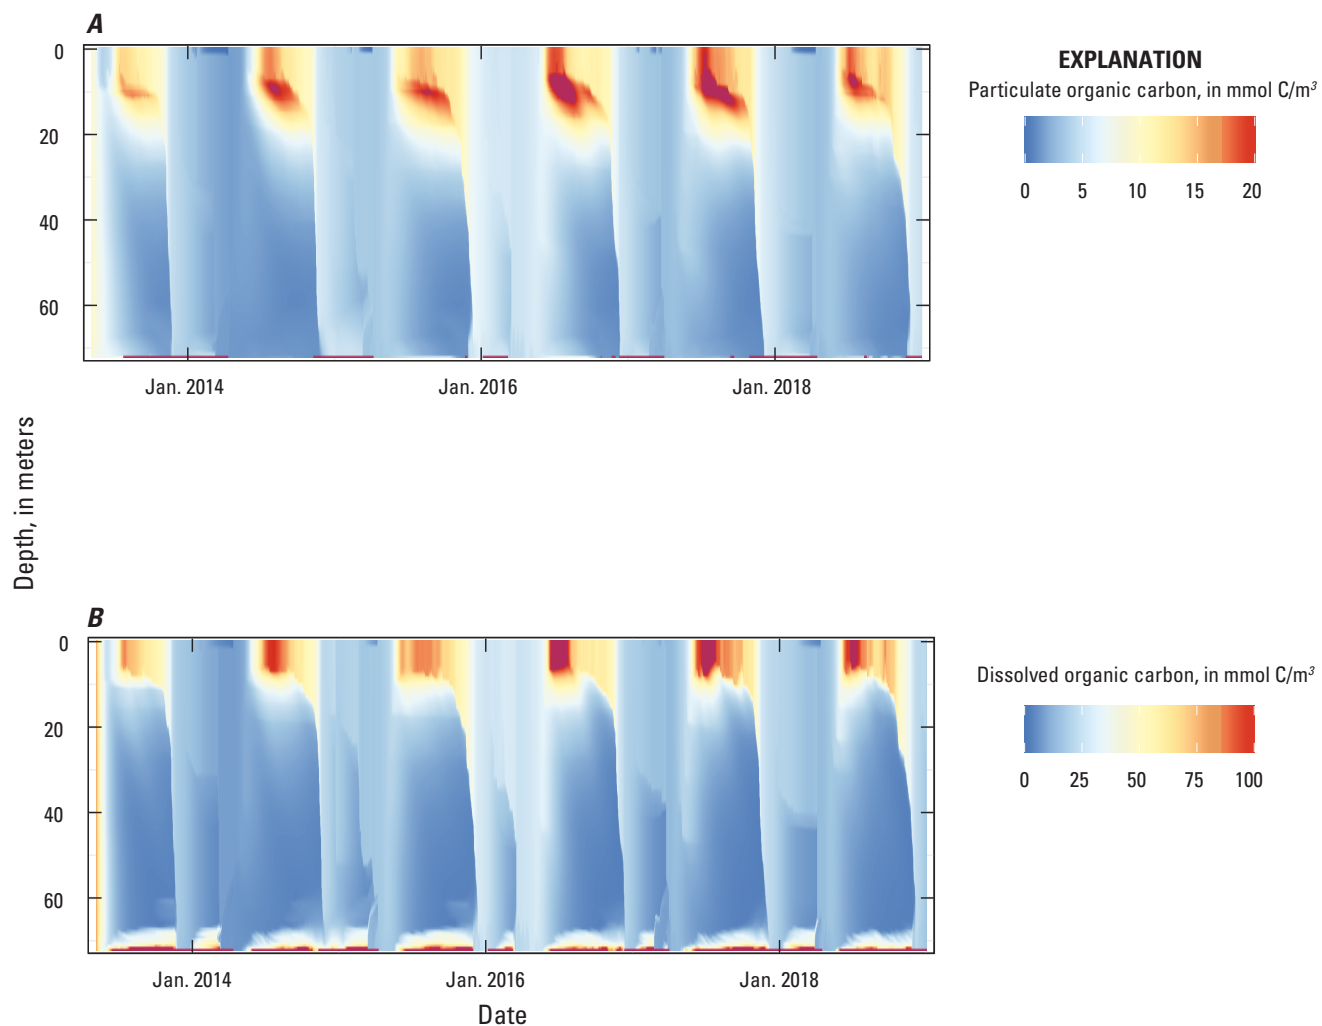 A
0
20
40
60
Jan. 2014
Jan. 2016
Jan. 2018
EXPLANATION
Particulate organic carbon, in mmol C/m³
0 5 10 15 20
Depth, in meters
B
0
20
40
60
Jan. 2014
Jan. 2016
Jan. 2018
Date
Dissolved organic carbon, in mmol C/m³
0 25 50 75 100